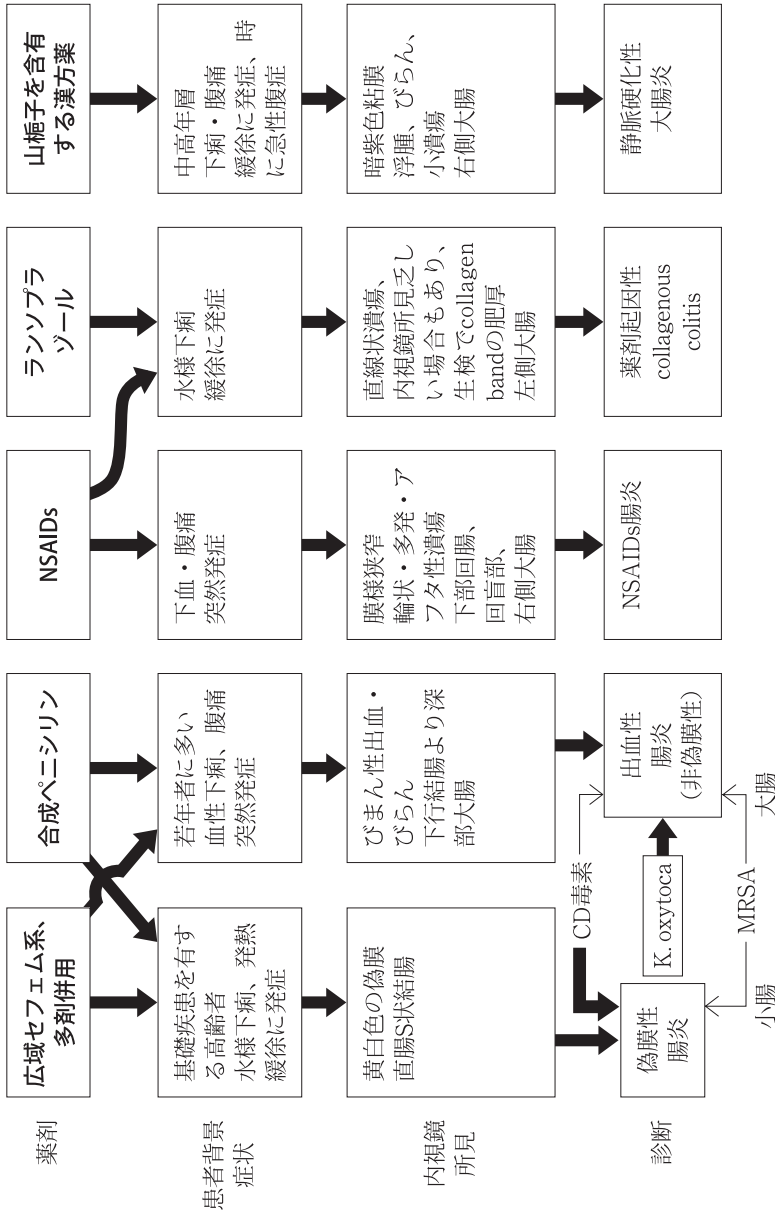 薬剤
広域セフェム系、
多剤併用
合成ペニシリン
NSAIDs
ランソプラ
ゾール
山梔子を含有
する漢方薬
患者背景
症状
基礎疾患を有す
る高齢者
水様下痢、発熱
緩徐に発症
若年者に多い
血性下痢、腹痛
突然発症
下血・腹痛
突然発症
水様下痢
緩徐に発症
中高年層
下痢・腹痛
緩徐に発症、時
に急性腹症
内視鏡
所見
黄白色の偽膜
直腸S状結腸
びまん性出血・
びらん
下行結腸より深
部大腸
膜様狭窄
輪状・多発・ア
フタ性潰瘍
下部回腸、
回盲部、
右側大腸
直線状潰瘍、
内視鏡所見乏し
い場合もあり、
生検でcollagen
bandの肥厚
左側大腸
暗紫色粘膜
浮腫、びらん、
小潰瘍
右側大腸
診断
偽膜性
腸炎
CD毒素
K. oxytoca
出血性
腸炎
(非偽膜性)
NSAIDs腸炎
薬剤起因性
collagenous
colitis
静脈硬化性
大腸炎
小腸
MRSA
大腸